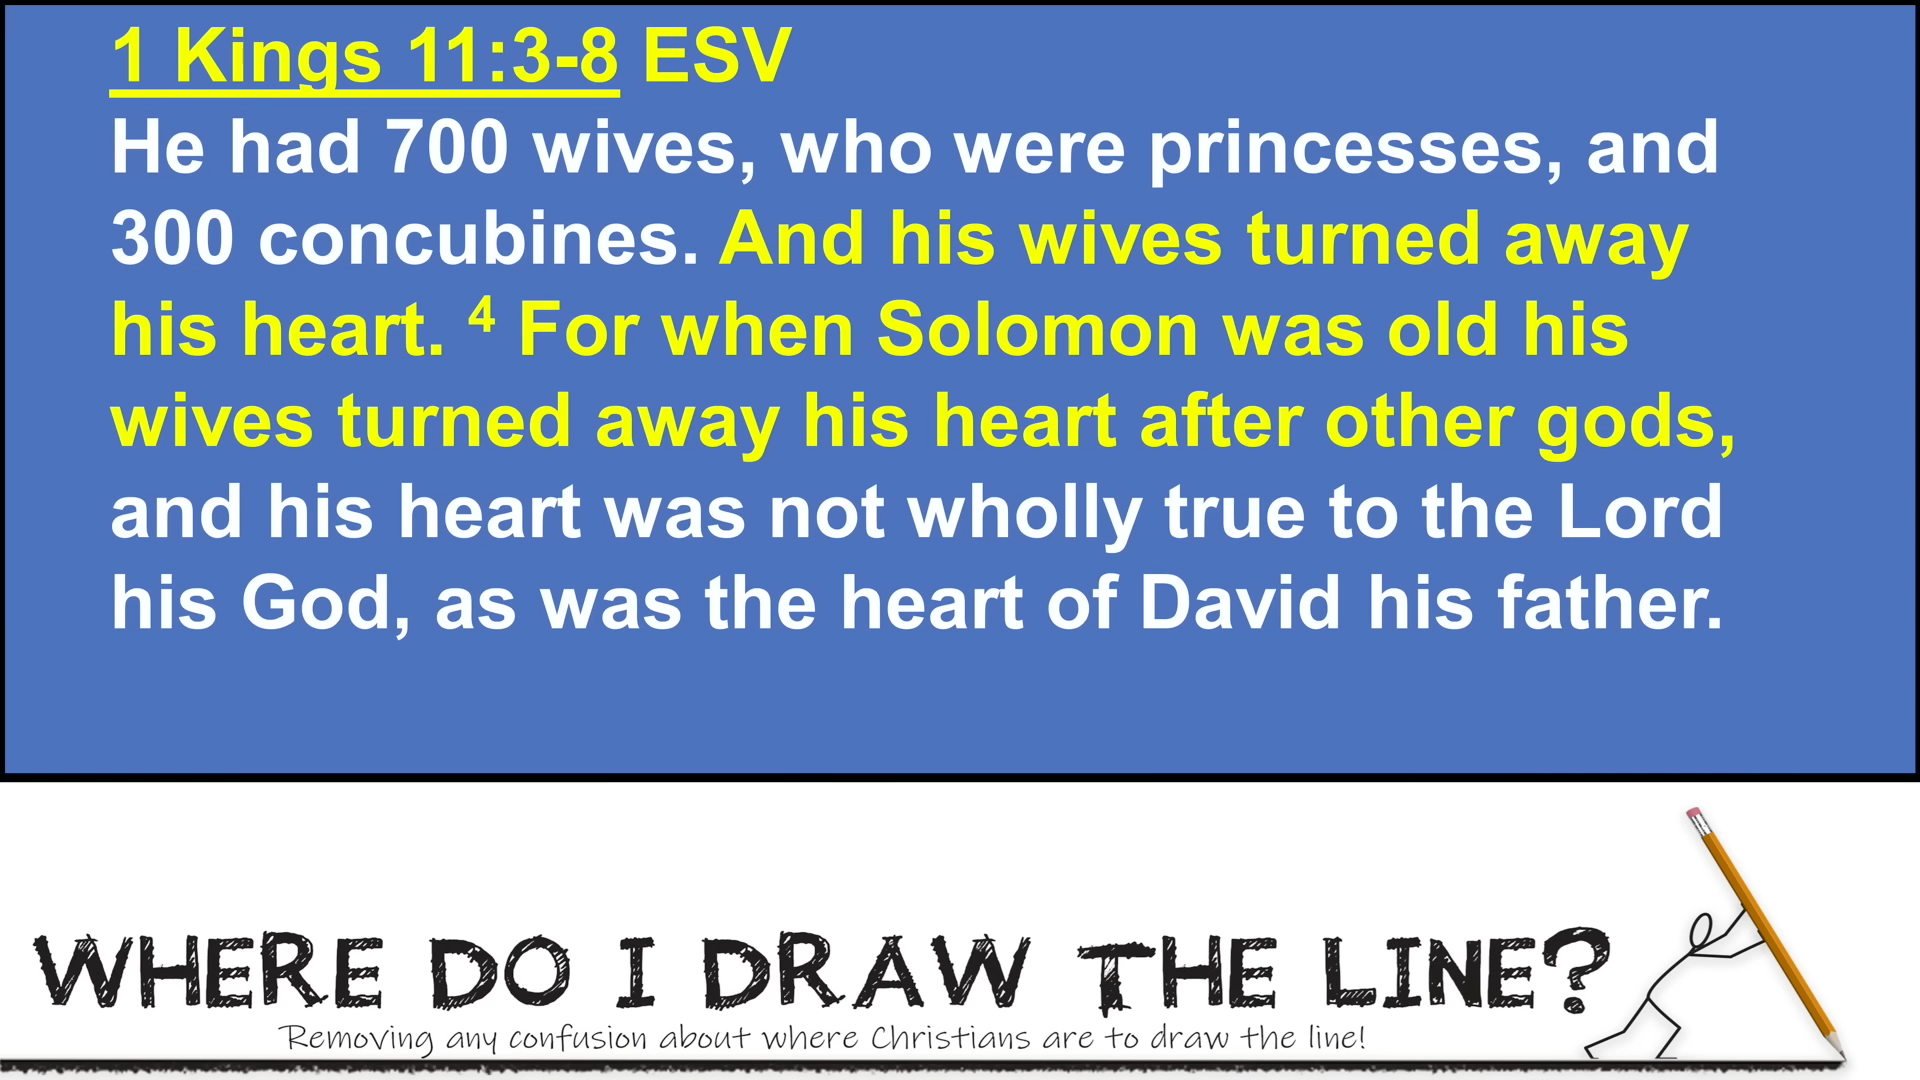 1 Kings 11:3-8 ESV
He had 700 wives, who were princesses, and
300 concubines. And his wives turned away
his heart. ⁴ For when Solomon was old his
wives turned away his heart after other gods,
and his heart was not wholly true to the Lord
his God, as was the heart of David his father.
WHERE DO I DRAW THE LINE?
Removing any confusion about where Christians are to draw the line!